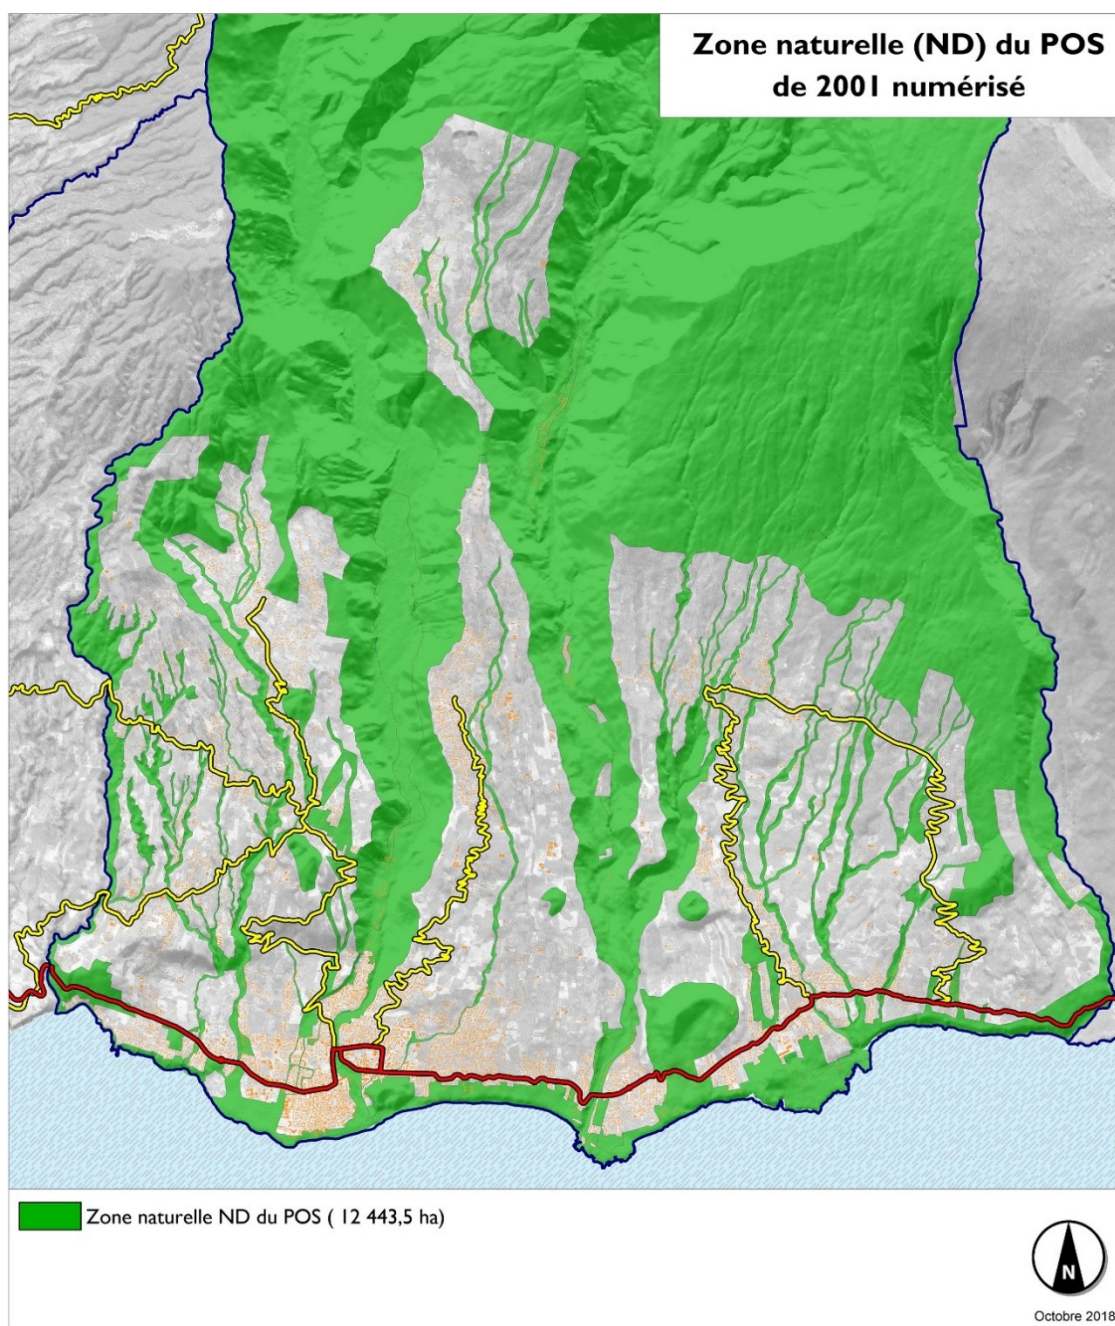 Zone naturelle (ND) du POS
de 2001 numérisé
Zone naturelle ND du POS ( 12 443,5 ha)
N
Octobre 2018